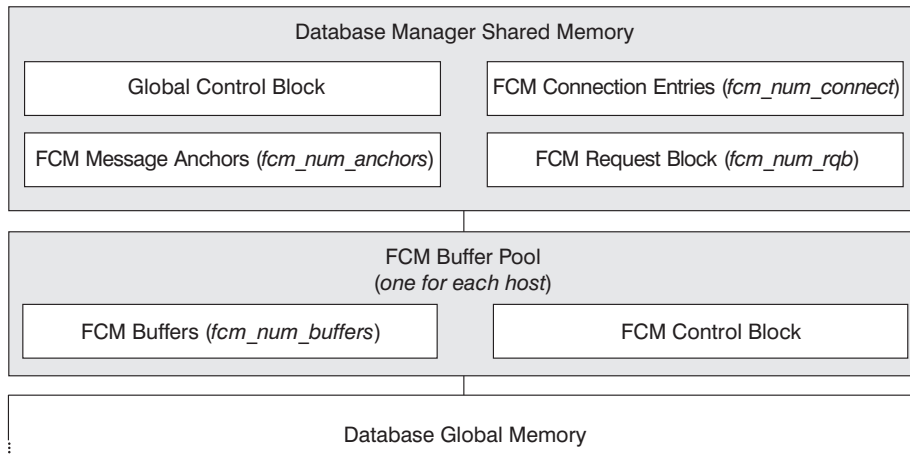 Database Manager Shared Memory
Global Control Block
FCM Connection Entries (fcm_num_connect)
FCM Message Anchors (fcm_num_anchors)
FCM Request Block (fcm_num_rqb)
FCM Buffer Pool
(one for each host)
FCM Buffers (fcm_num_buffers)
FCM Control Block
Database Global Memory